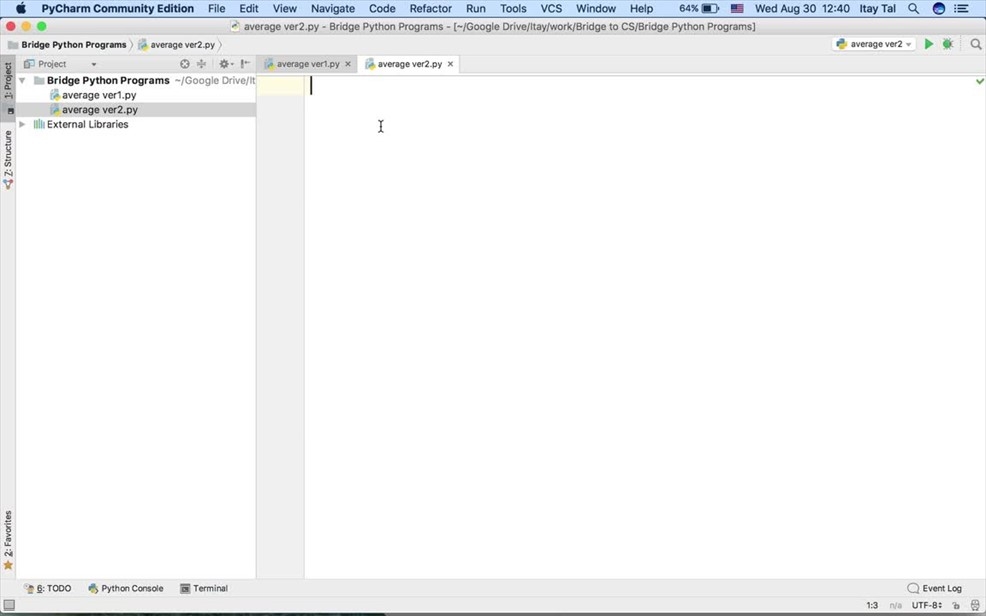 PyCharm Community Edition File Edit View Navigate Code Refactor Run Tools VCS Window Help 64% Wed Aug 30 12:40 Itay Tal
average ver2.py - Bridge Python Programs - [~/Google Drive/Itay/work/Bridge to CS/Bridge Python Programs]
Bridge Python Programs average ver2.py average ver2
1: Project Project average ver1.py average ver2.py
Bridge Python Programs ~/Google Drive/It
average ver1.py
average ver2.py
External Libraries
Z: Structure
2: Favorites
6: TODO Python Console Terminal Event Log
1:3 n/a UTF-8